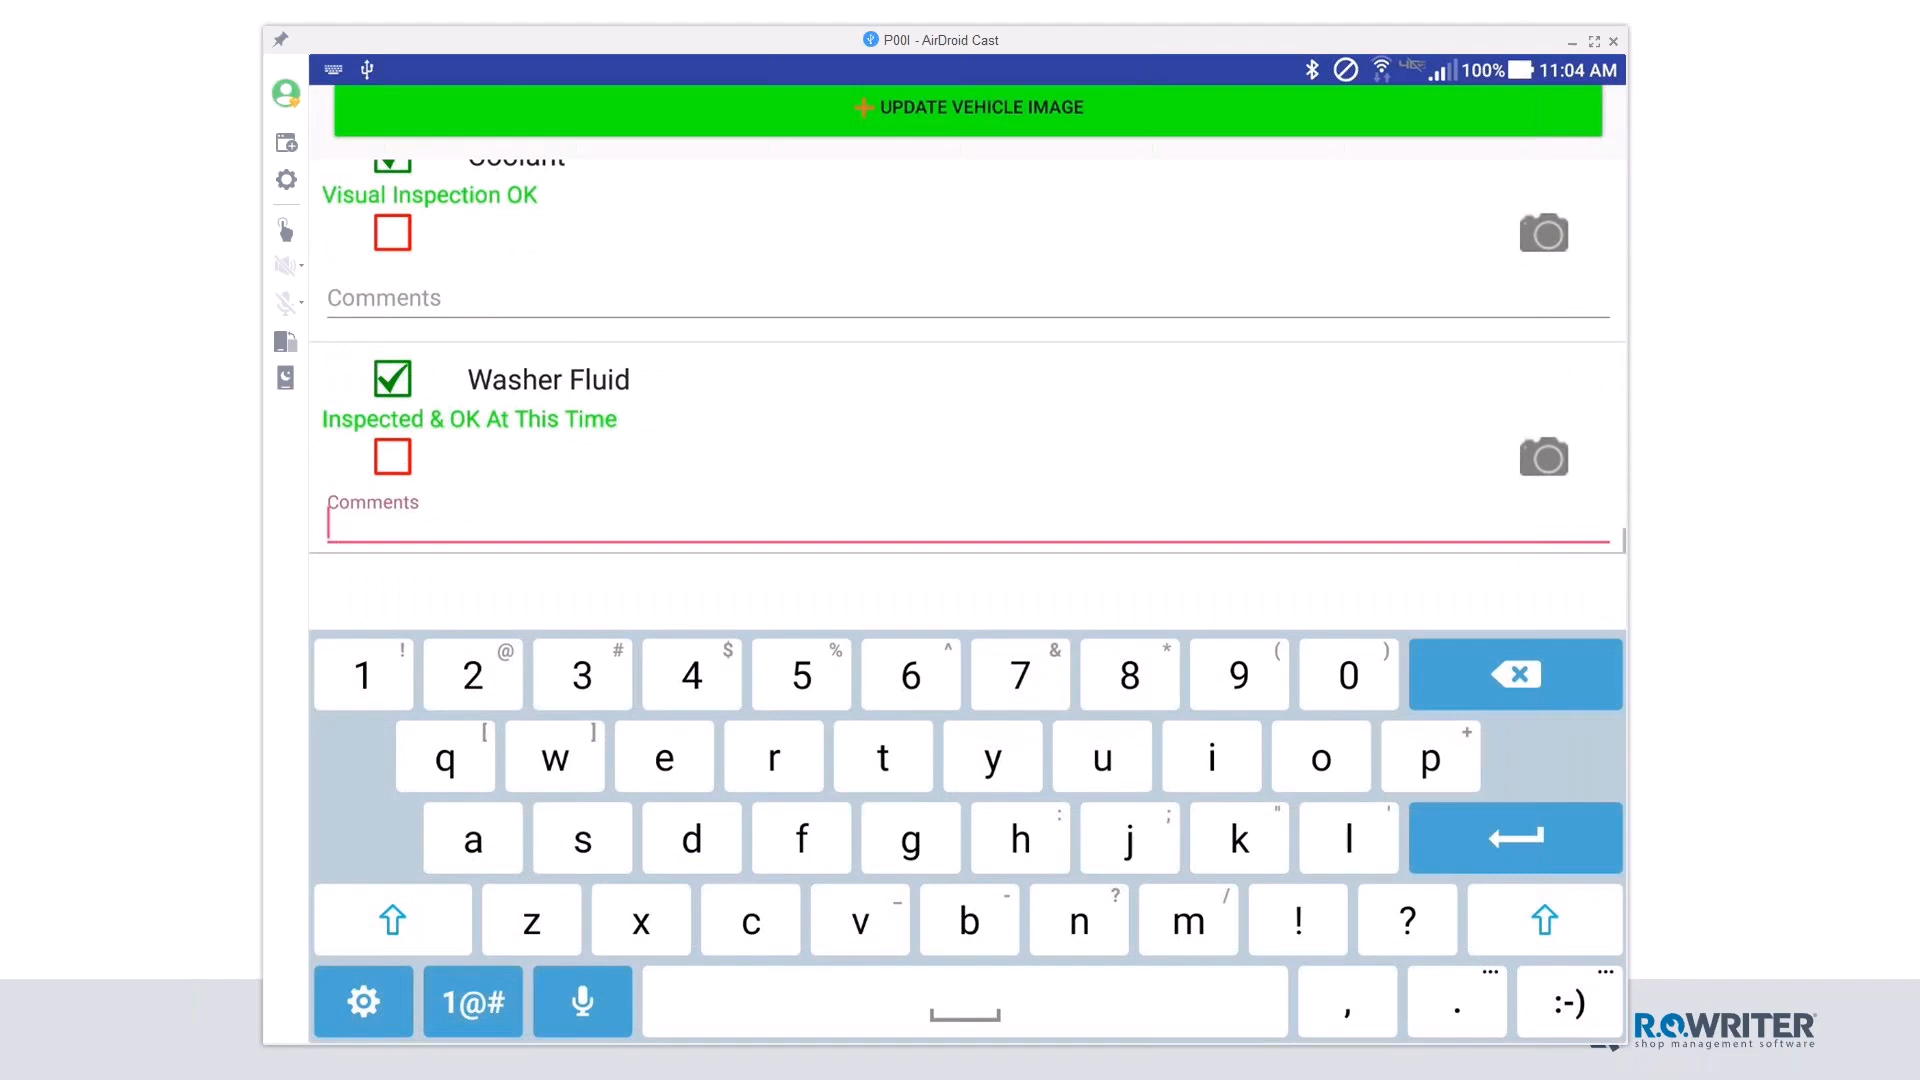 P00I - AirDroid Cast
100% 11:04 AM
UPDATE VEHICLE IMAGE
Coolant
Visual Inspection OK
Comments
Washer Fluid
Inspected & OK At This Time
Comments
1 ! 2 @ 3 # 4 $ 5 % 6 ^ 7 & 8 * 9 ( 0 )
q [ w ] e r t y u i o p +
a s d f g h : j ; k " l '
z x c v _ b - n ? m / ! ?
1@# , . ... :-) ...
R.O.WRITER
shop management software